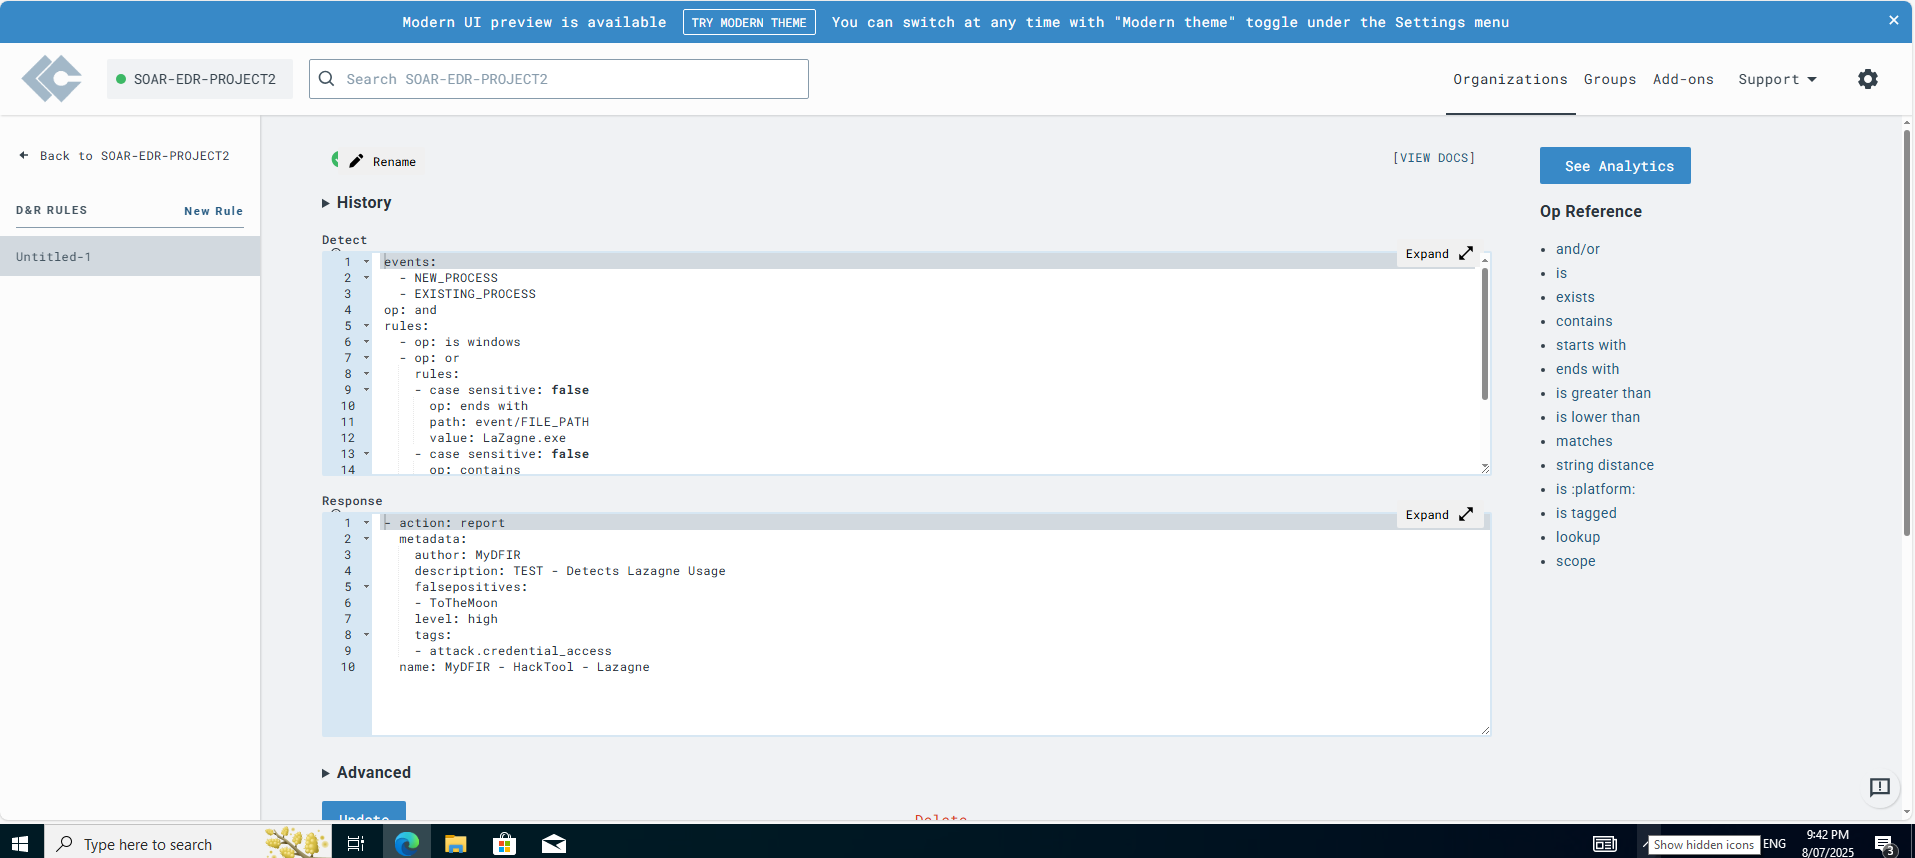 Modern UI preview is available TRY MODERN THEME You can switch at any time with "Modern theme" toggle under the Settings menu ×
SOAR-EDR-PROJECT2 Search SOAR-EDR-PROJECT2 Organizations Groups Add-ons Support
← Back to SOAR-EDR-PROJECT2
D&R RULES New Rule
Untitled-1
Rename [VIEW DOCS]
History
Detect
Expand
1 events:
2 - NEW_PROCESS
3 - EXISTING_PROCESS
4 op: and
5 rules:
6 - op: is windows
7 - op: or
8 rules:
9 - case sensitive: false
10 op: ends with
11 path: event/FILE_PATH
12 value: LaZagne.exe
13 - case sensitive: false
14 op: contains
Response
Expand
1 - action: report
2 metadata:
3 author: MyDFIR
4 description: TEST - Detects Lazagne Usage
5 falsepositives:
6 - ToTheMoon
7 level: high
8 tags:
9 - attack.credential_access
10 name: MyDFIR - HackTool - Lazagne
Advanced
Update Delete
See Analytics
Op Reference
• and/or
• is
• exists
• contains
• starts with
• ends with
• is greater than
• is lower than
• matches
• string distance
• is :platform:
• is tagged
• lookup
• scope
Type here to search
Show hidden icons ENG
9:42 PM
8/07/2025
3